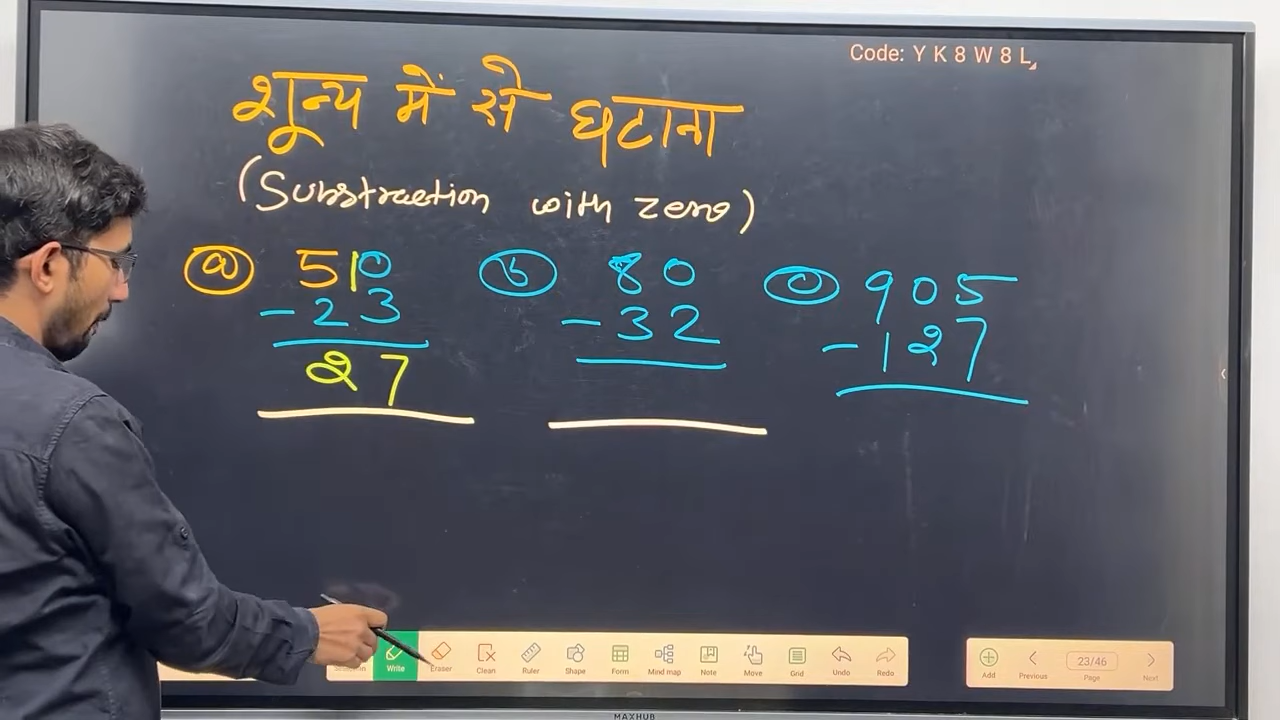 Code: Y K 8 W 8 L
शून्य में से घटाना
(Substraction with zero)
a 510 b 80 c 905
-23 -32 -127
27
Write Eraser Clean Ruler Shape Form Mind map Note Move Grid Undo Redo
Add Previous 23/46 Page Next
MAXHUB